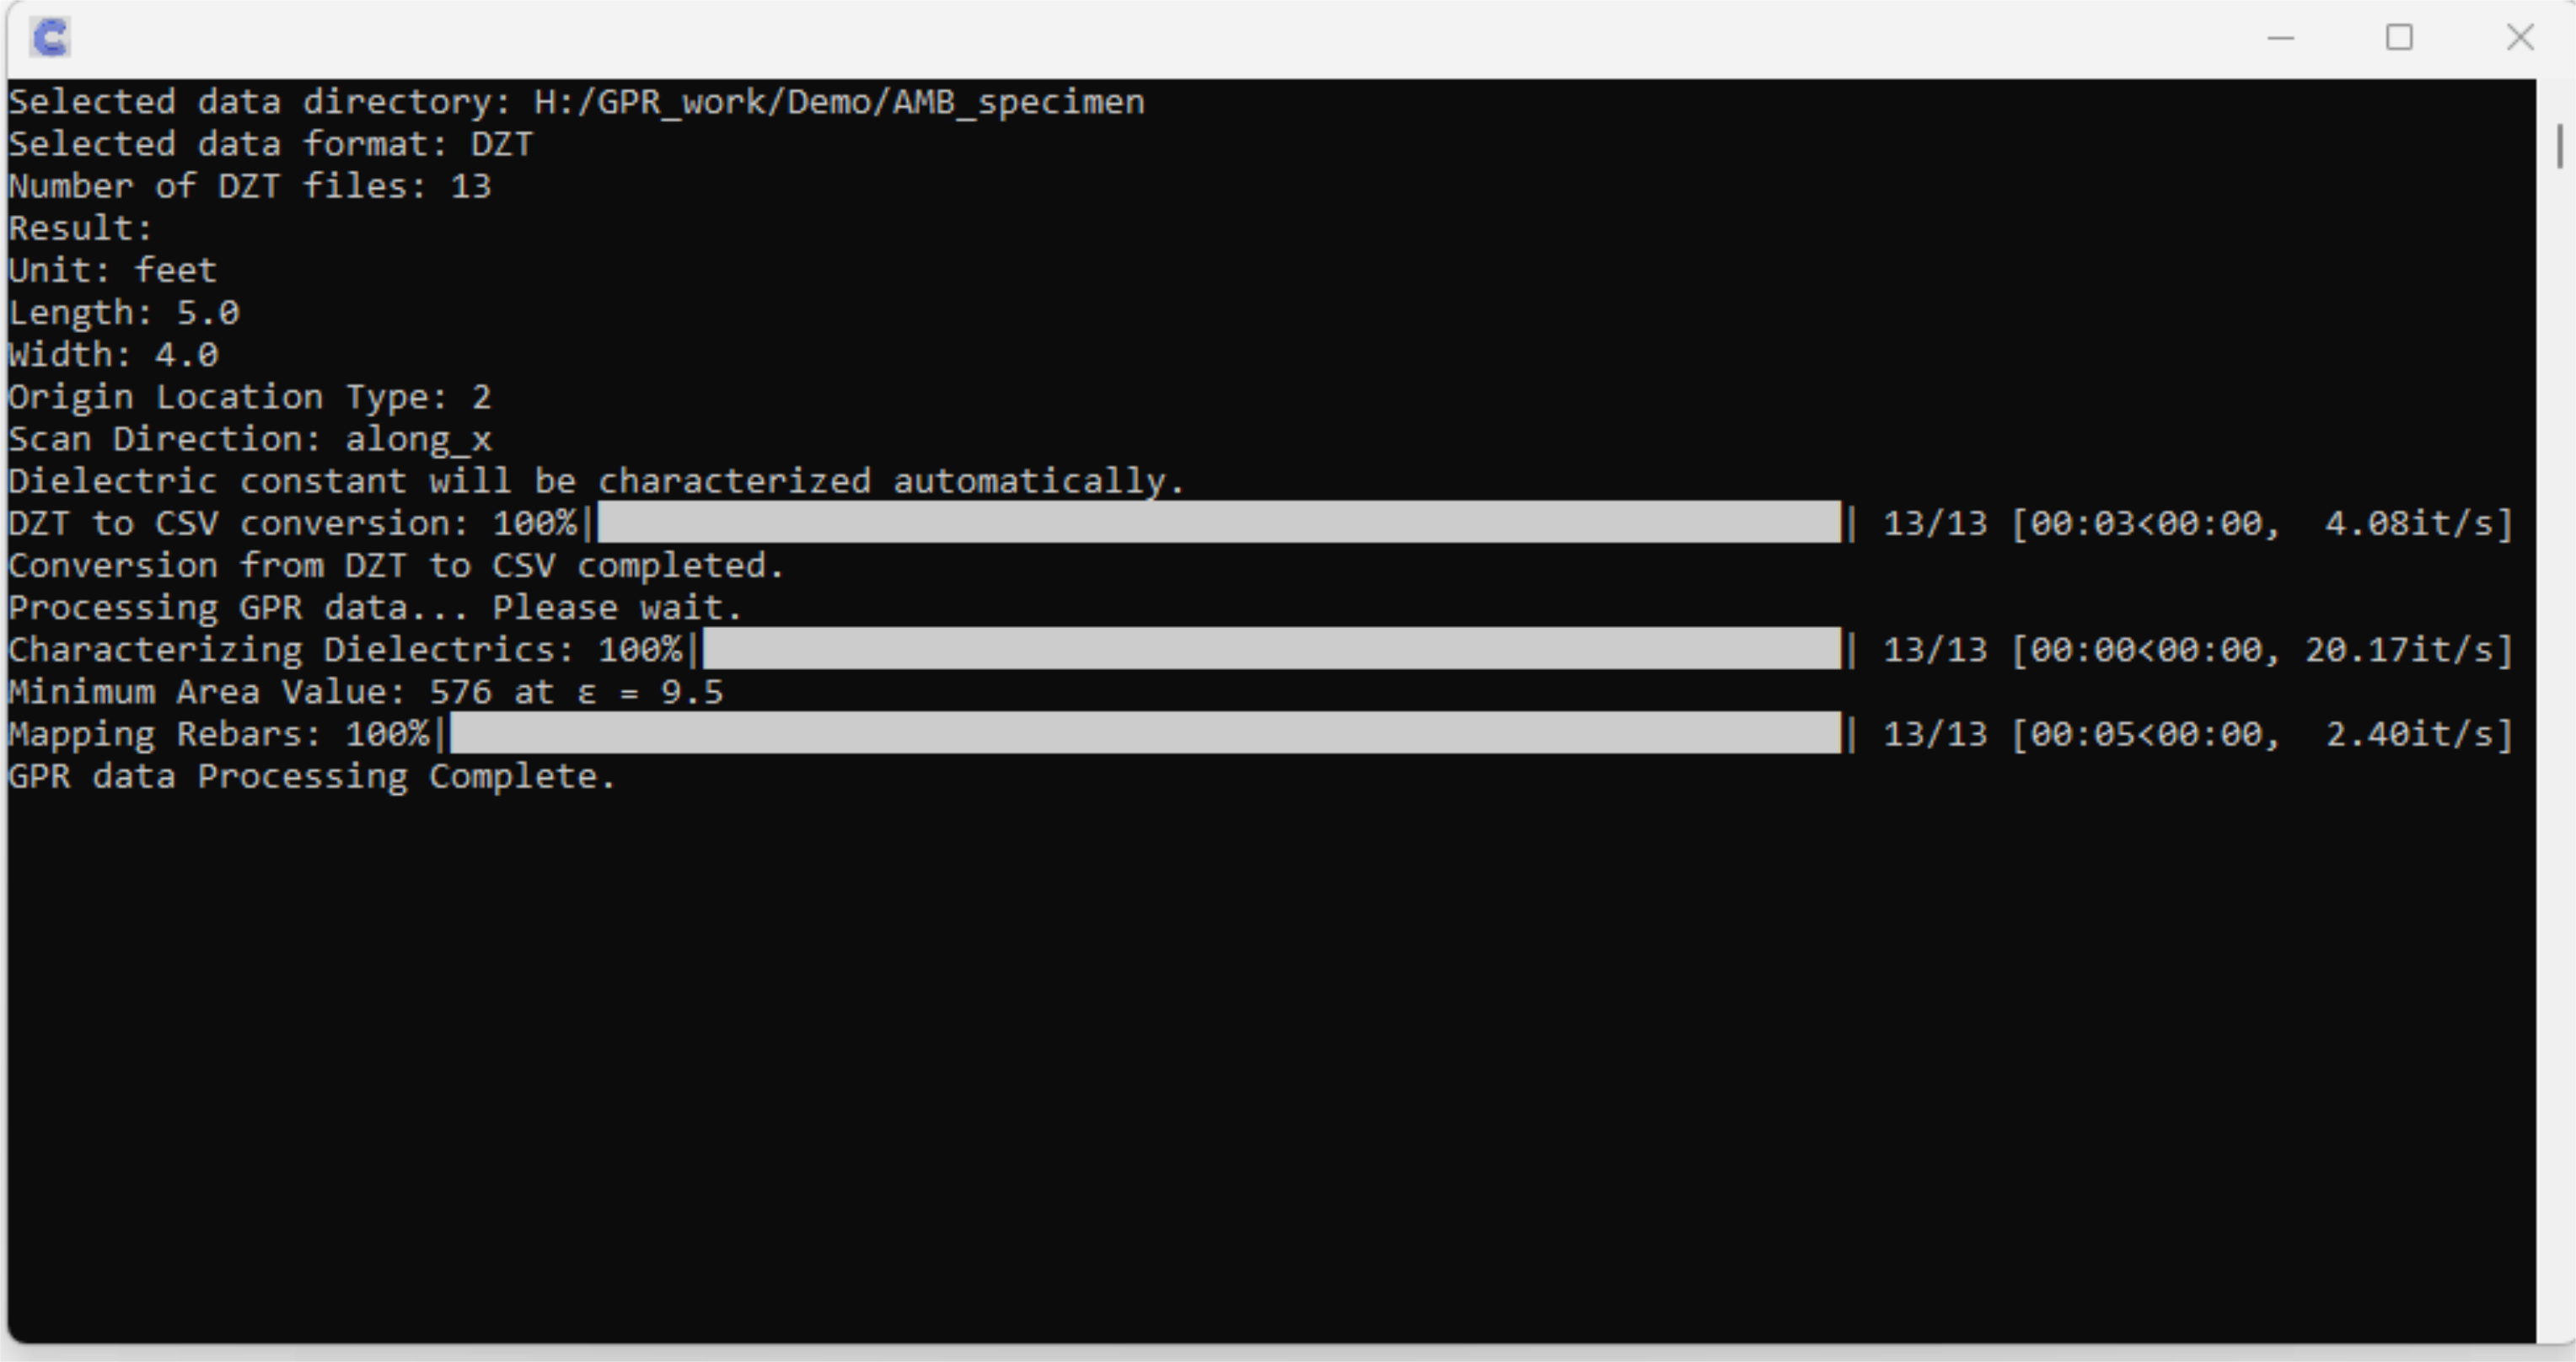 Selected data directory: H:/GPR_work/Demo/AMB_specimen
Selected data format: DZT
Number of DZT files: 13
Result:
Unit: feet
Length: 5.0
Width: 4.0
Origin Location Type: 2
Scan Direction: along_x
Dielectric constant will be characterized automatically.
DZT to CSV conversion: 100%|| 13/13 [00:03<00:00,  4.08it/s]
Conversion from DZT to CSV completed.
Processing GPR data... Please wait.
Characterizing Dielectrics: 100%|| 13/13 [00:00<00:00, 20.17it/s]
Minimum Area Value: 576 at ε = 9.5
Mapping Rebars: 100%|| 13/13 [00:05<00:00,  2.40it/s]
GPR data Processing Complete.